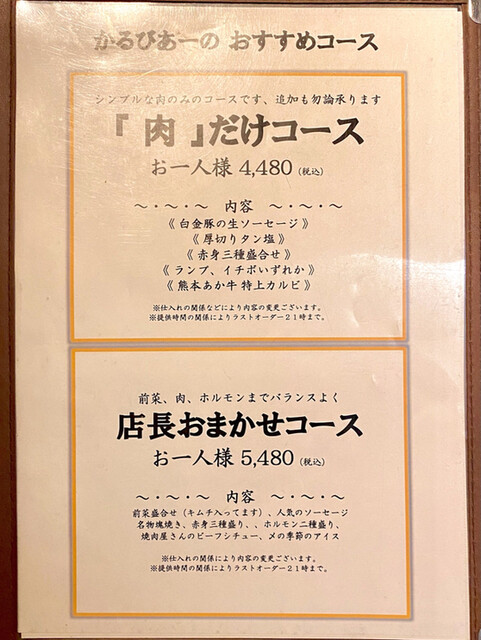 かるびあーの おすすめコース
シンプルな肉のみのコースです、追加も勿論承ります
「 肉 」だけコース
お一人様 4,480 (税込)
～・～・～ 内容 ～・～・～
《 白金豚の生ソーセージ 》
《 厚切りタン塩 》
《 赤身三種盛合せ 》
《 ランプ、イチボいずれか 》
《 熊本あか牛 特上カルビ 》
※仕入れの関係などにより内容の変更ございます。
※提供時間の関係によりラストオーダー２１時まで。
前菜、肉、ホルモンまでバランスよく
店長おまかせコース
お一人様 5,480 (税込)
～・～・～ 内容 ～・～・～
前菜盛合せ（キムチ入ってます）、人気のソーセージ
名物塊焼き、赤身三種盛り、、ホルモン二種盛り、
焼肉屋さんのビーフシチュー、〆の季節のアイス
※仕入れの関係により内容の変更ございます。
※提供時間の関係によりラストオーダー２１時まで。